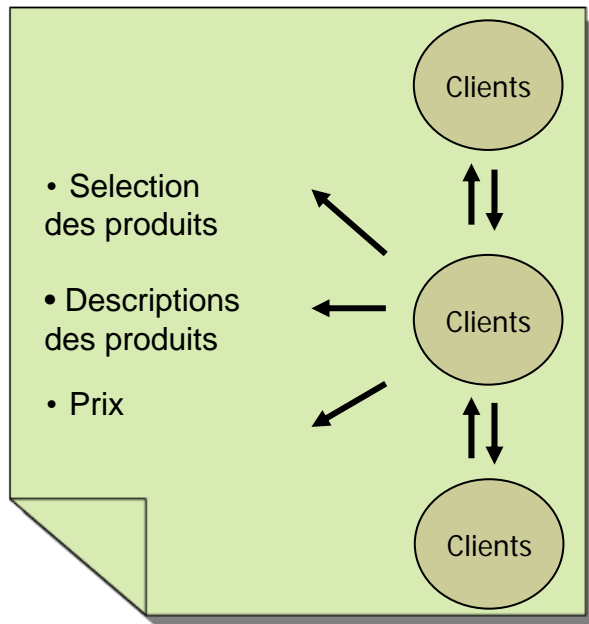 Clients
• Selection
des produits
• Descriptions
des produits
Clients
• Prix
Clients